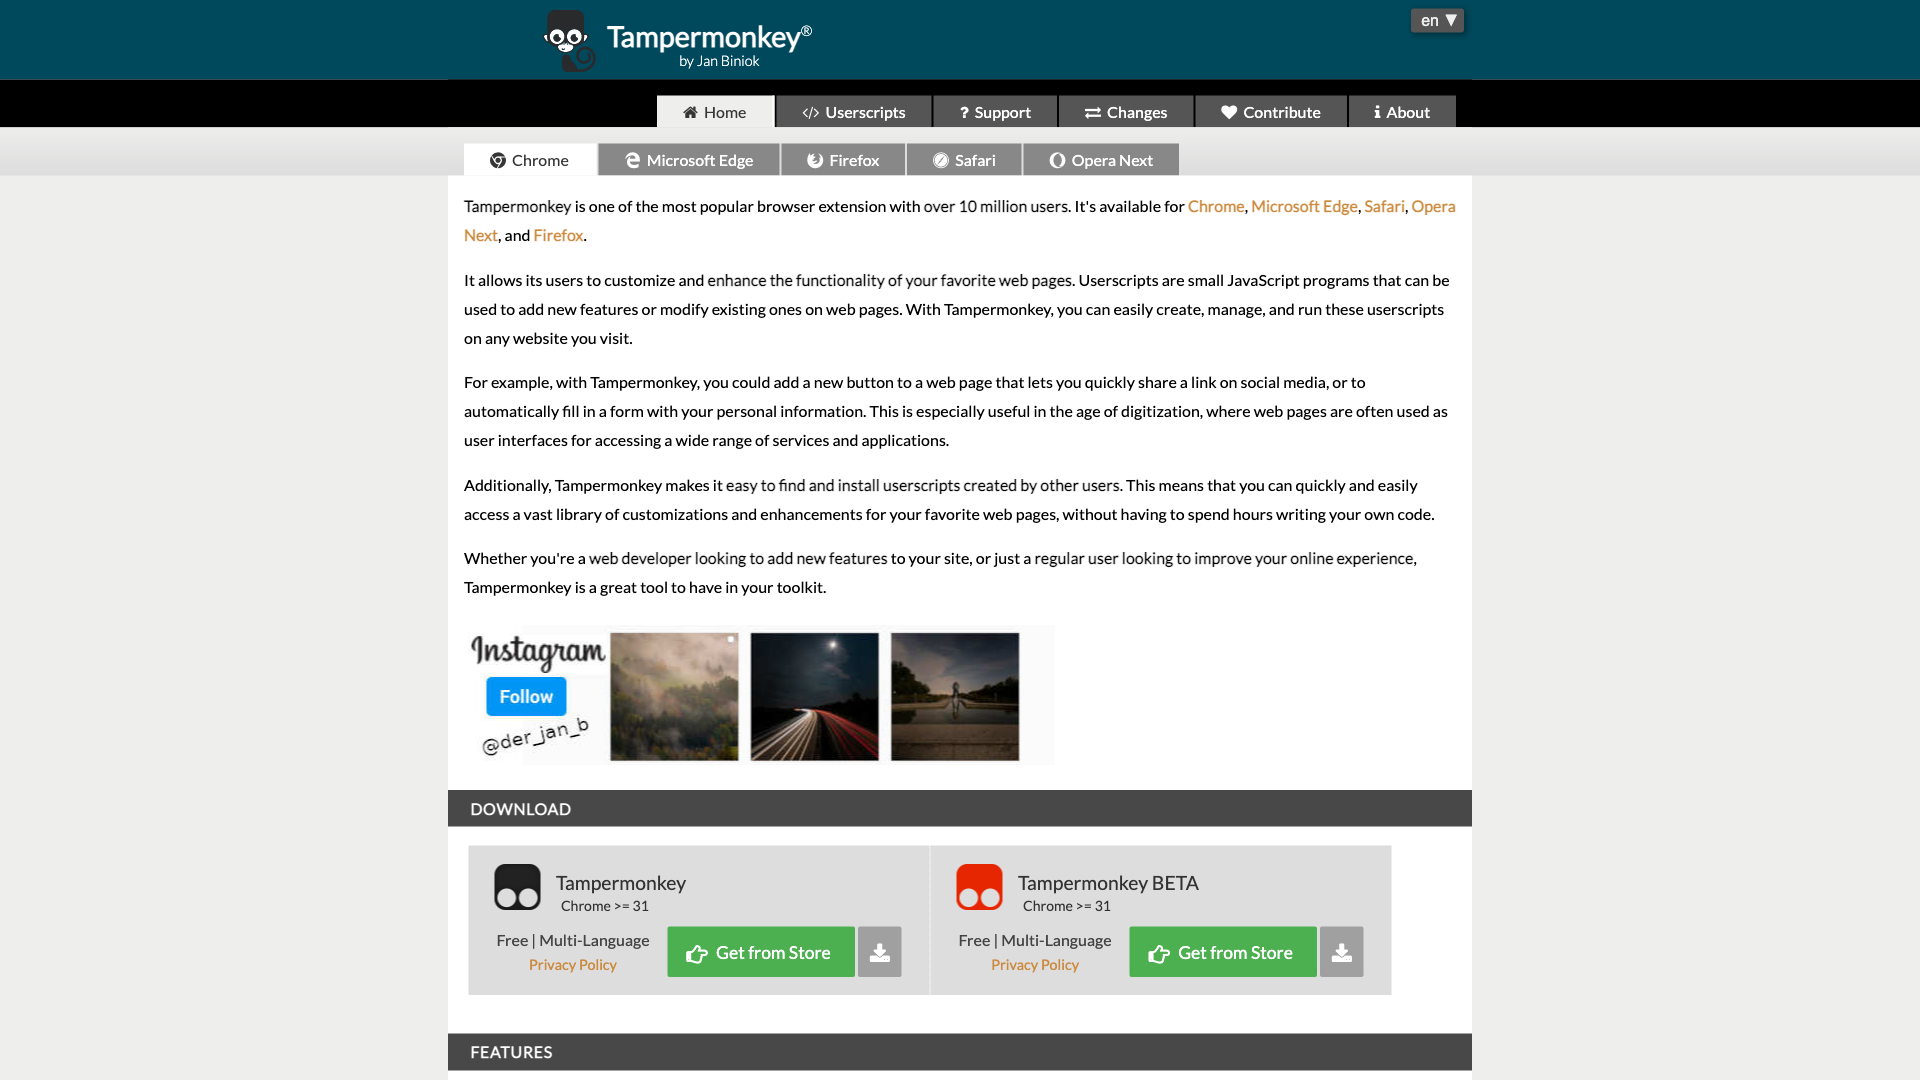 Tampermonkey®
by Jan Biniok
en ▼
Home
Userscripts
? Support
Changes
Contribute
About
Chrome
Microsoft Edge
Firefox
Safari
Opera Next
Tampermonkey is one of the most popular browser extension with over 10 million users. It's available for Chrome, Microsoft Edge, Safari, Opera
Next, and Firefox.
It allows its users to customize and enhance the functionality of your favorite web pages. Userscripts are small JavaScript programs that can be
used to add new features or modify existing ones on web pages. With Tampermonkey, you can easily create, manage, and run these userscripts
on any website you visit.
For example, with Tampermonkey, you could add a new button to a web page that lets you quickly share a link on social media, or to
automatically fill in a form with your personal information. This is especially useful in the age of digitization, where web pages are often used as
user interfaces for accessing a wide range of services and applications.
Additionally, Tampermonkey makes it easy to find and install userscripts created by other users. This means that you can quickly and easily
access a vast library of customizations and enhancements for your favorite web pages, without having to spend hours writing your own code.
Whether you're a web developer looking to add new features to your site, or just a regular user looking to improve your online experience,
Tampermonkey is a great tool to have in your toolkit.
Instagram
Follow
@der_jan_b
DOWNLOAD
Tampermonkey
Chrome >= 31
Free | Multi-Language
Privacy Policy
Get from Store
Tampermonkey BETA
Chrome >= 31
Free | Multi-Language
Privacy Policy
Get from Store
FEATURES